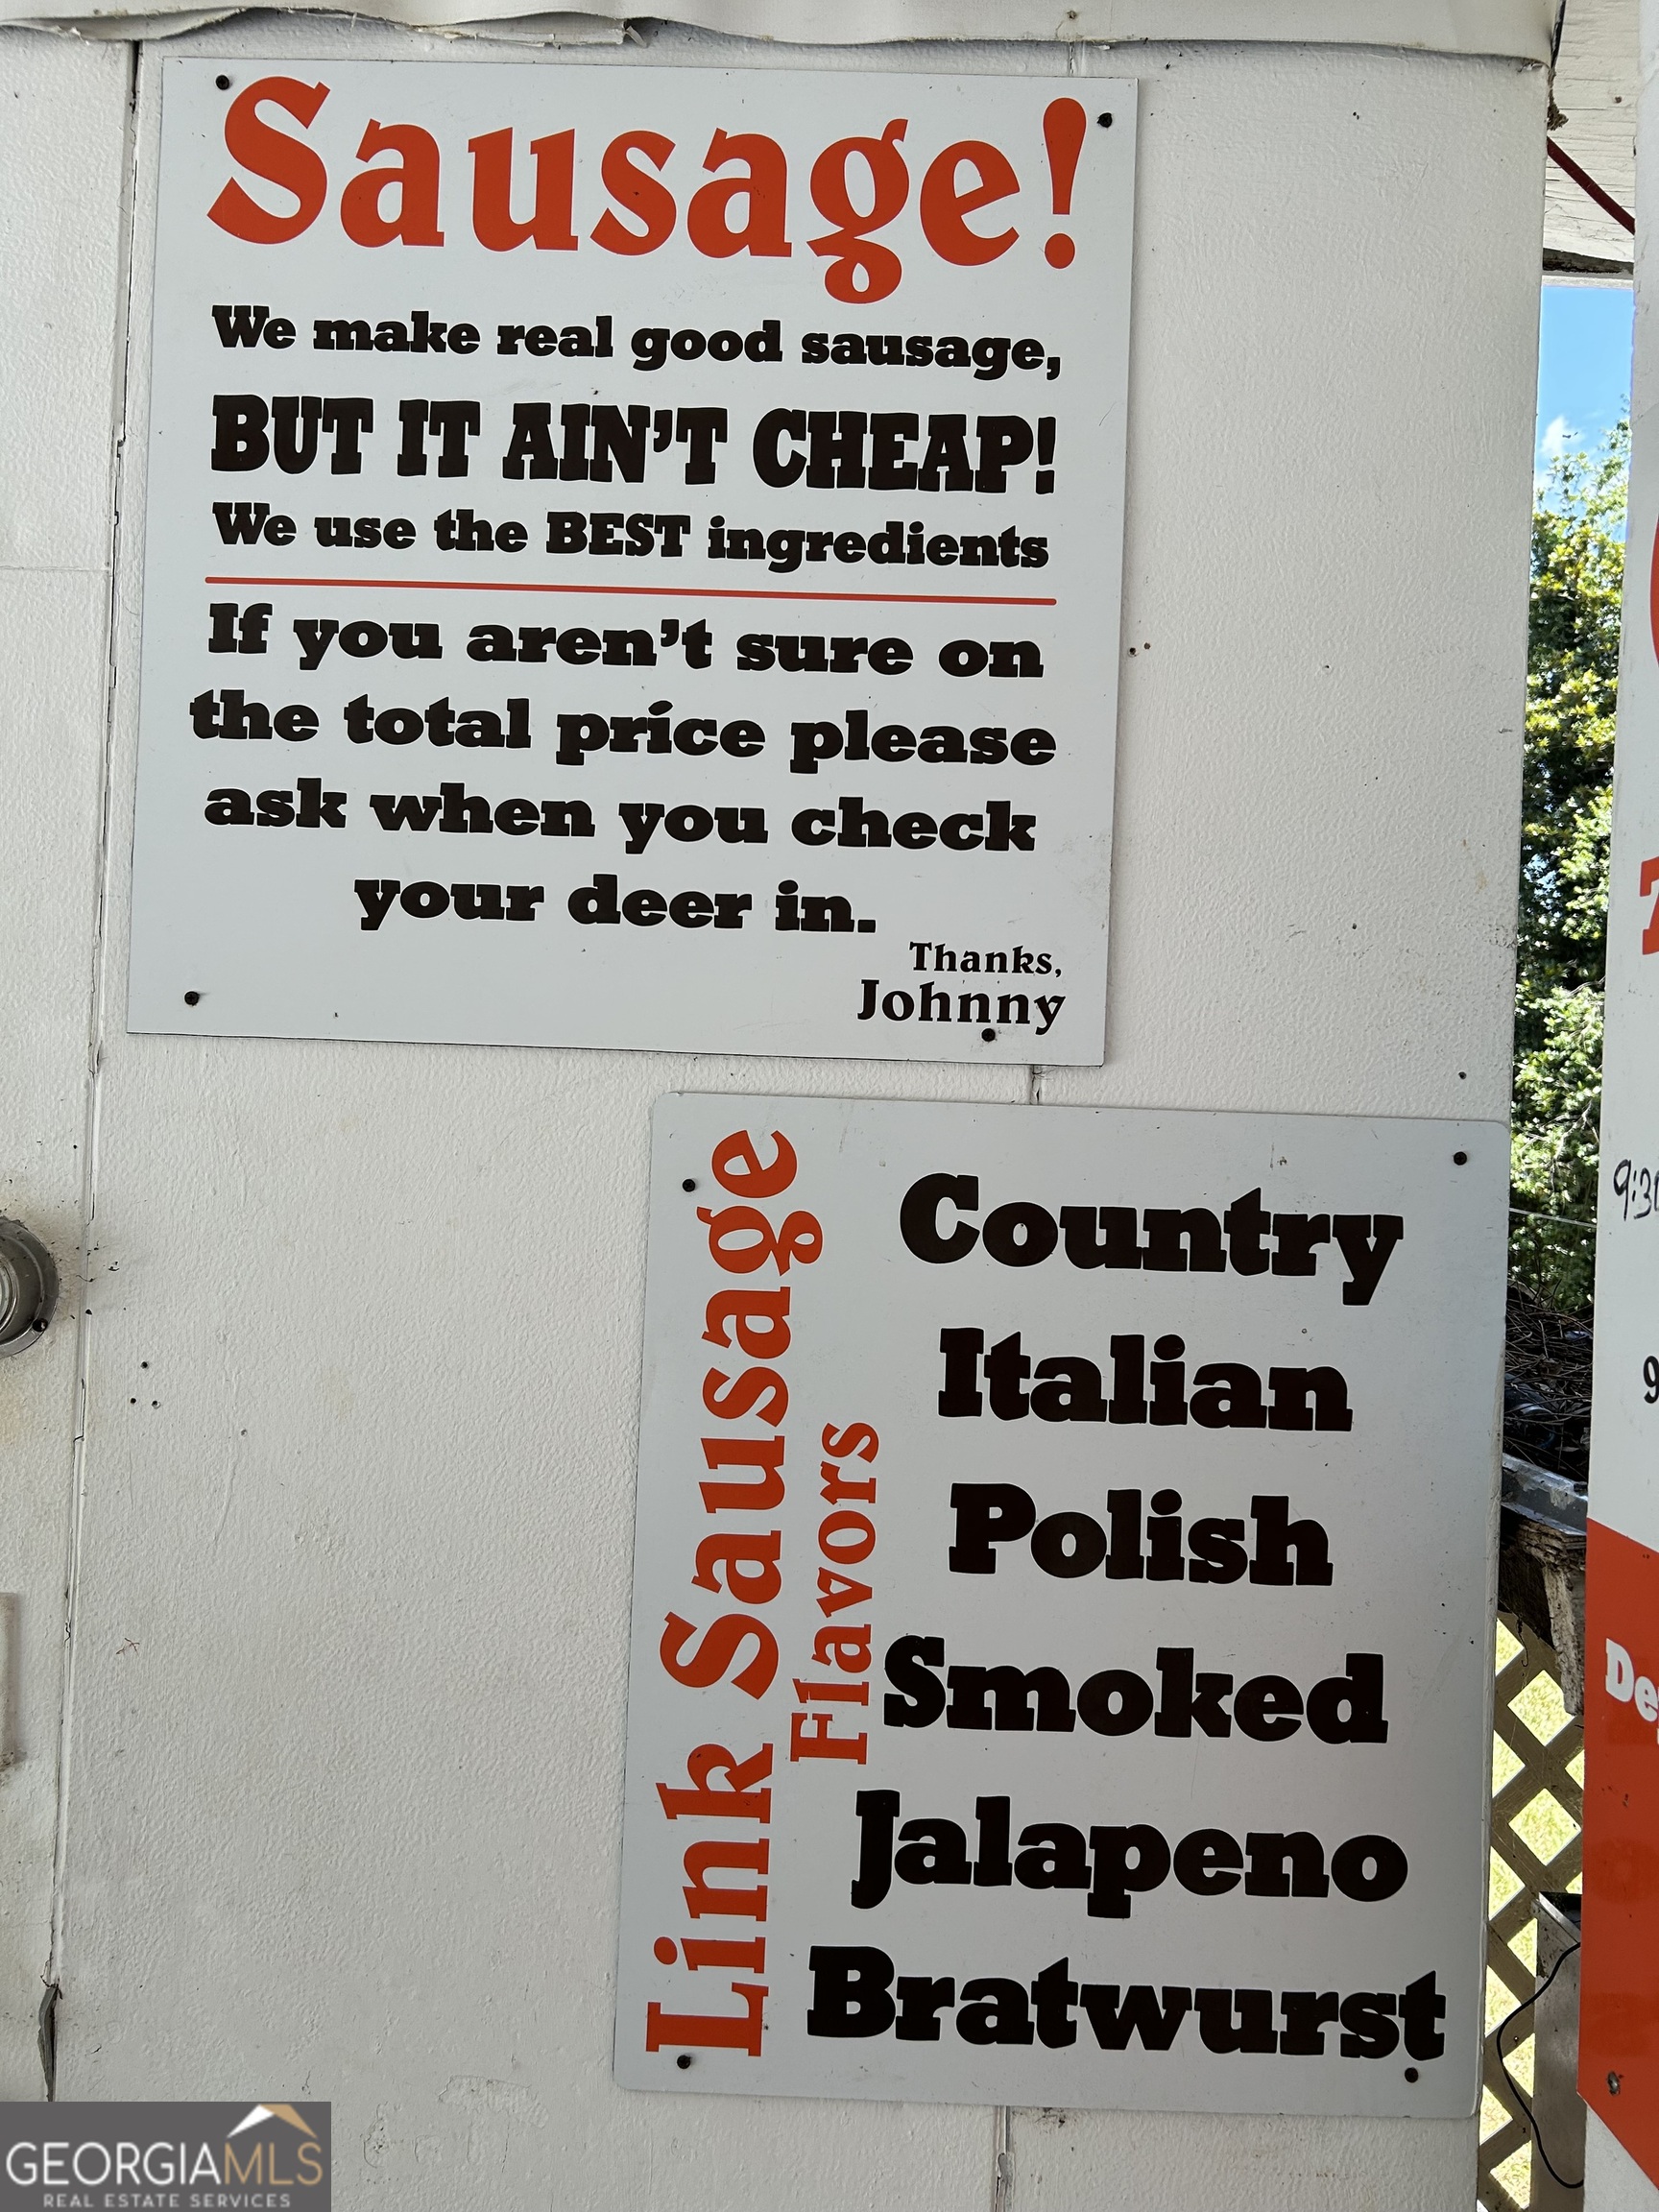 Sausage!
We make real good sausage,
BUT IT AIN'T CHEAP!
We use the BEST ingredients
If you aren't sure on
the total price please
ask when you check
your deer in.
Thanks,
Johnny
Link Sausage
Flavors
Country
Italian
Polish
Smoked
Jalapeno
Bratwurst
GEORGIAMLS
REAL ESTATE SERVICES